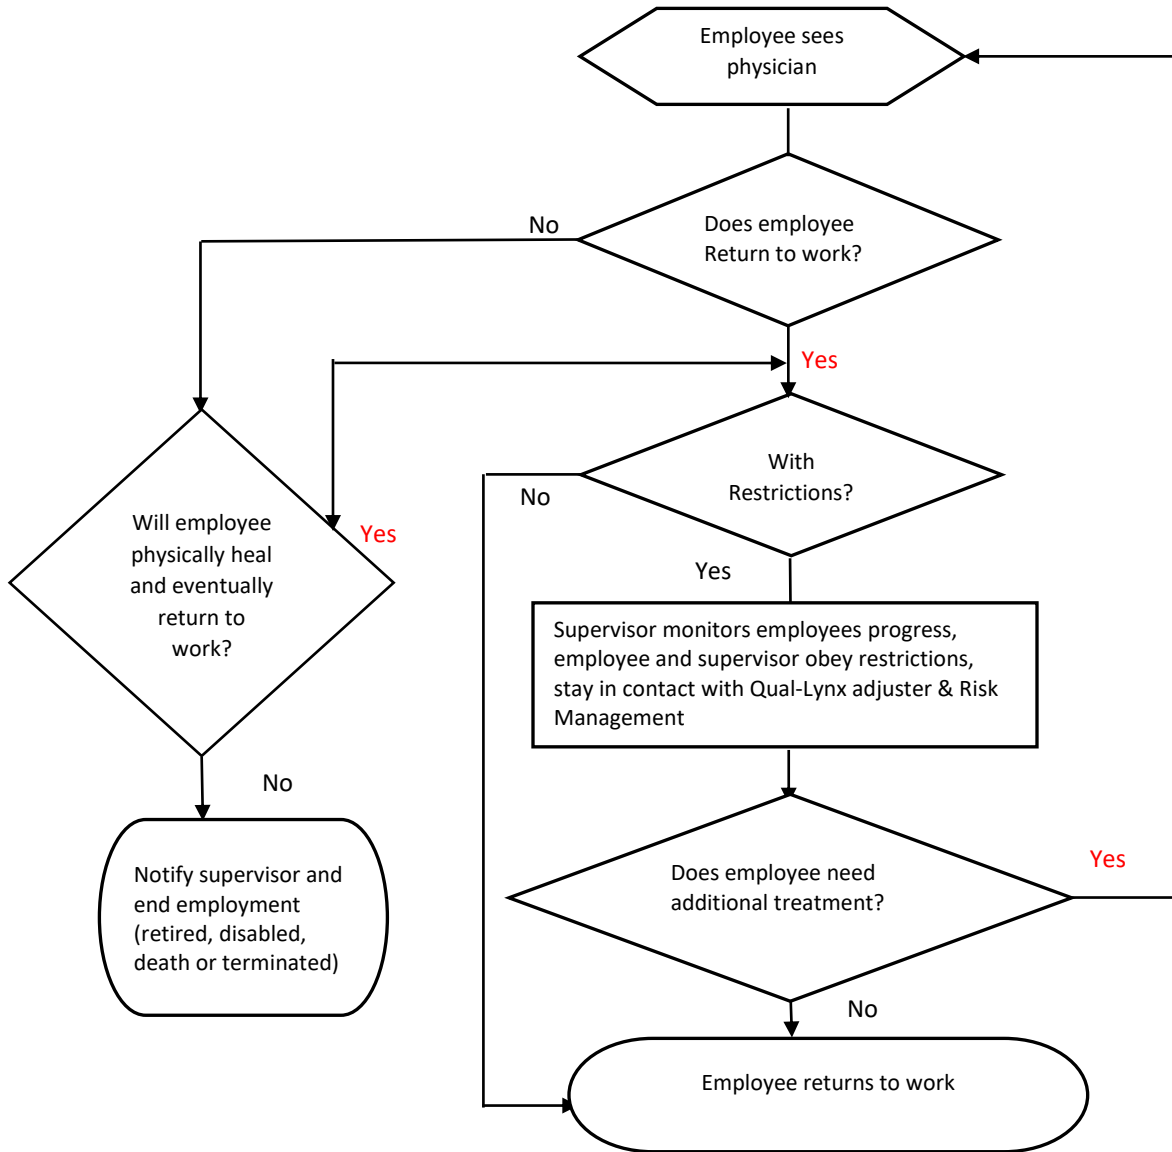 Employee sees
physician
Does employee
Return to work?
No
Yes
With
Restrictions?
No
Will employee
physically heal
and eventually
return to
work?
Yes
Yes
Supervisor monitors employees progress,
employee and supervisor obey restrictions,
stay in contact with Qual-Lynx adjuster & Risk
Management
No
Notify supervisor and
end employment
(retired, disabled,
death or terminated)
Does employee need
additional treatment?
Yes
No
Employee returns to work